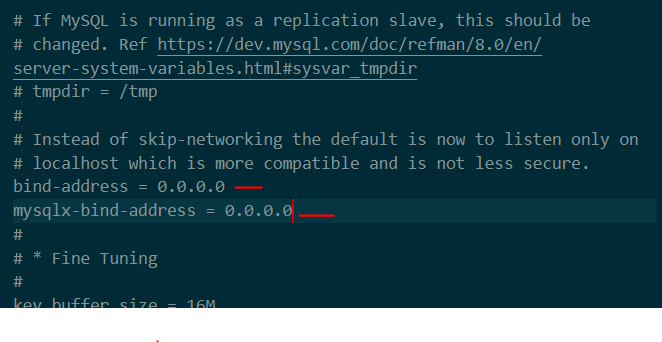 # If MySQL is running as a replication slave, this should be
# changed. Ref https://dev.mysql.com/doc/refman/8.0/en/
server-system-variables.html#sysvar_tmpdir
# tmpdir = /tmp
#
# Instead of skip-networking the default is now to listen only on
# localhost which is more compatible and is not less secure.
bind-address = 0.0.0.0
mysqlx-bind-address = 0.0.0.0
#
# * Fine Tuning
#
key_buffer_size = 16M